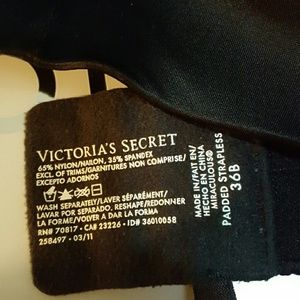 VICTORIA'S SECRET
65% NYLON/NAILON, 35% SPANDEX
EXCL. OF TRIMS/GARNITURES NON COMPRISE/
EXCEPTO ADORNOS
WASH SEPARATELY/LAVER SÉPARÉMENT/
LAVAR POR SEPARADO, RESHAPE/REDONNER
LA FORME/VOLVER A DAR LA FORMA
RN# 70817 · CA# 23226 · ID# 36010058
258497 · 03/11
MADE IN/FAIT EN/
HECHO EN CHINA
MIRACULOUS®
PADDED STRAPLESS
36B